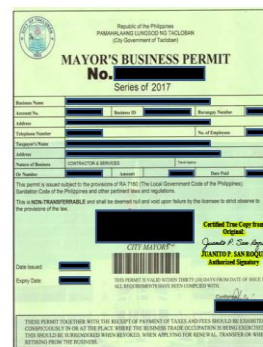 Republic of the Philippines
PAMAHALAANG LUNGSOD NG TACLOBAN
(City Government of Tacloban)
MAYOR'S BUSINESS PERMIT
No.
Series of 2017
Business Name
Account No. Business ID Barangay Number
Address
Telephone Number No. of Employees
Taxpayer's Name
Address
Nature of Business CONTRACTOR & SERVICES Travel Agency
Or Number Amount Date Paid
This permit is issued subject to the provisions of RA 7160 (The Local Government Code of the Philippines),
Sanitation Code of the Philippines and other pertinent laws and regulations.
This is NON-TRANSFERRABLE and shall be deemed null and void upon failure by the licensee to strict observe to
the provisions of the law.
Certified True Copy from
Original:
Juanito P. San Roque
JUANITO P. SAN ROQUE
Authorized Signatory
CITY MAYOR
Date Issued:
Expiry Date:
THIS PERMIT IS VALID WITHIN THIRTY (30) DAYS FROM DATE OF ISSUE
ALL REQUIREMENTS HAVE BEEN COMPLIED WITH.
THESE PERMIT TOGETHER WITH THE RECEIPT OF PAYMENT OF TAXES AND FEES SHOULD BE EXHIBITED
CONSPICUOUSLY IN OR AT THE PLACE WHERE THE BUSINESS TRADE OCCUPATION IS BEING EXERCISED
THIS SHOULD BE SURRENDERED WHEN REVOKED, WHEN APPLYING FOR RENEWAL, TRANSFER OR WHEN
RETIRING FROM THE BUSINESS.